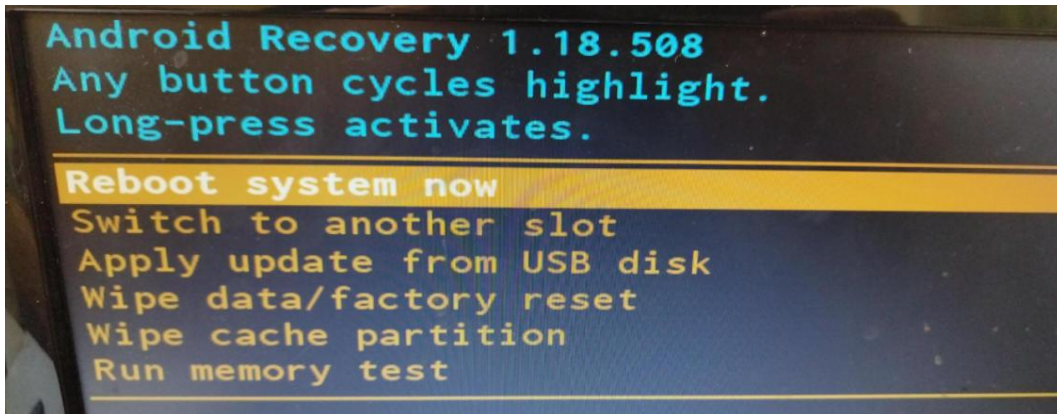 Android Recovery 1.18.508
Any button cycles highlight.
Long-press activates.
Reboot system now
Switch to another slot
Apply update from USB disk
Wipe data/factory reset
Wipe cache partition
Run memory test